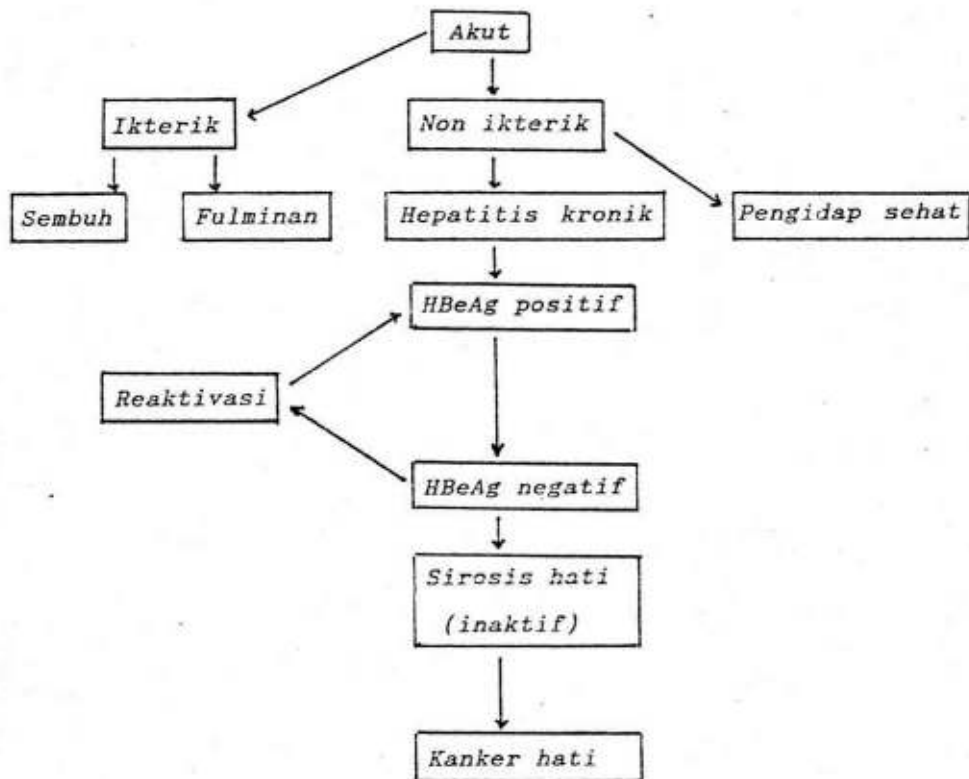 Akut
Ikterik
Non ikterik
Sembuh
Fulminan
Hepatitis kronik
Pengidap sehat
HBeAg positif
Reaktivasi
HBeAg negatif
Sirosis hati
(inaktif)
Kanker hati